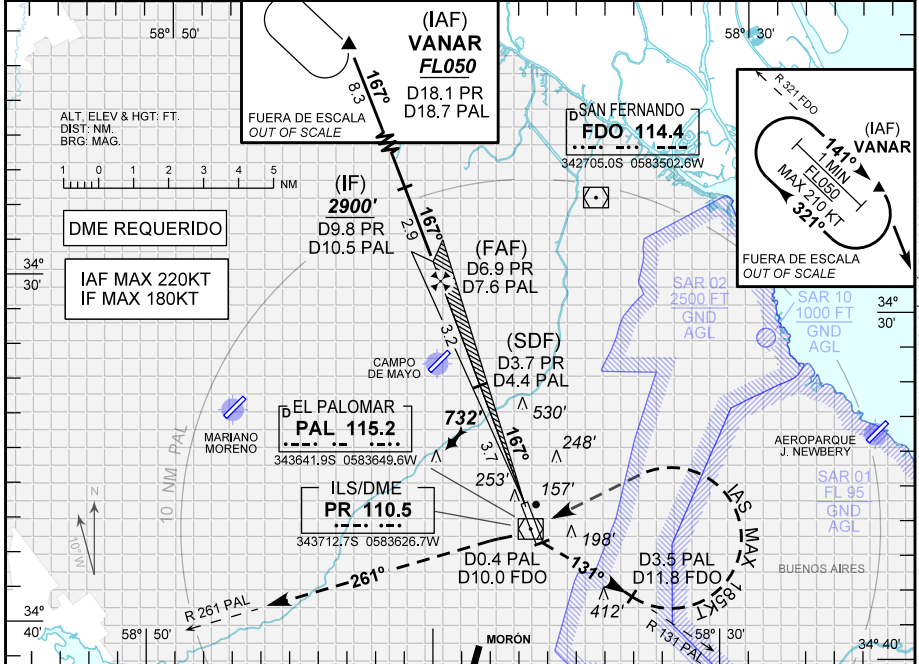 58° 50'
58° 30'
(IAF)
VANAR
FL050
D18.1 PR
D18.7 PAL
167°
8.3
FUERA DE ESCALA
OUT OF SCALE
ALT, ELEV & HGT: FT.
DIST: NM.
BRG: MAG.
1 0 1 2 3 4 5 NM
DME REQUERIDO
IAF MAX 220KT
IF MAX 180KT
(IF)
2900'
D9.8 PR
D10.5 PAL
167°
2.9
D SAN FERNANDO
FDO 114.4
342705.0S 0583502.6W
R 321 FDO
(IAF)
VANAR
141°
1 MIN
FL050
MAX 210 KT
321°
FUERA DE ESCALA
OUT OF SCALE
34°
30'
34°
30'
(FAF)
D6.9 PR
D7.6 PAL
3.2
(SDF)
D3.7 PR
D4.4 PAL
SAR 02
2500 FT
GND
AGL
SAR 10
1000 FT
GND
AGL
CAMPO
DE MAYO
MARIANO
MORENO
D EL PALOMAR
PAL 115.2
343641.9S 0583649.6W
732'
530'
167°
3.7
248'
253'
157'
AEROPARQUE
J. NEWBERY
SAR 01
FL 95
GND
AGL
ILS/DME
PR 110.5
343712.7S 0583626.7W
10 NM PAL
N
10° W
198'
IAS MAX 185KT
D0.4 PAL
D10.0 FDO
D3.5 PAL
D11.8 FDO
BUENOS AIRES
261°
131°
R 261 PAL
412'
R 131 PAL
34°
40'
58° 50'
MORÓN
58° 30'
34° 40'